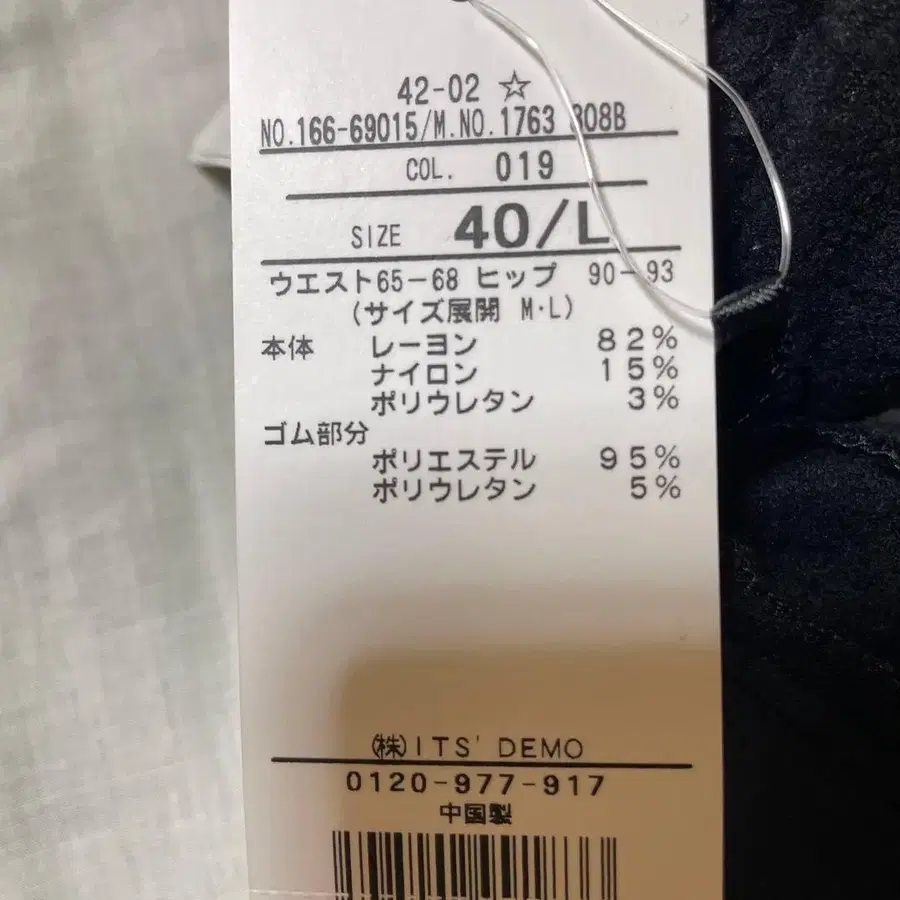 42-02 ☆
NO.166-69015/M.NO.1763 808B
COL. 019
SIZE 40/L
ウエスト65-68 ヒップ 90-93
(サイズ展開 M・L)
本体 レーヨン 82%
ナイロン 15%
ポリウレタン 3%
ゴム部分
ポリエステル 95%
ポリウレタン 5%
㈱ITS' DEMO
0120-977-917
中国製